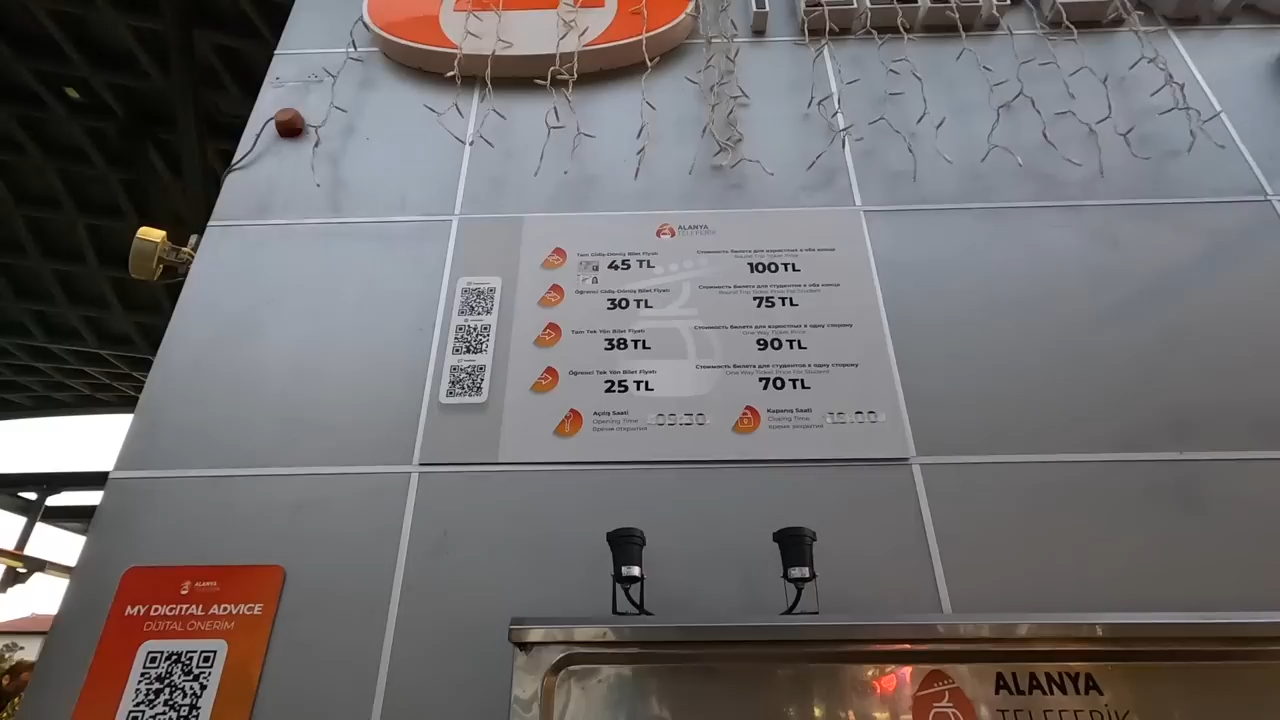 ALANYA
TELEFERİK
Tam Gidiş-Dönüş Bilet Fiyatı
45 TL
Стоимость билета для взрослых в оба конца
Round Trip Ticket Price
100 TL
Öğrenci Gidiş-Dönüş Bilet Fiyatı
30 TL
Стоимость билета для студентов в оба конца
Round Trip Ticket Price For Student
75 TL
Tam Tek Yön Bilet Fiyatı
38 TL
Стоимость билета для взрослых в одну сторону
One Way Ticket Price
90 TL
Öğrenci Tek Yön Bilet Fiyatı
25 TL
Стоимость билета для студентов в одну сторону
One Way Ticket Price For Student
70 TL
Açılış Saati
Opening Time
Время открытия
09:30
Kapanış Saati
Closing Time
Время закрытия
ALANYA
MY DIGITAL ADVICE
DİJİTAL ÖNERİM
ALANYA
TELEFERİK